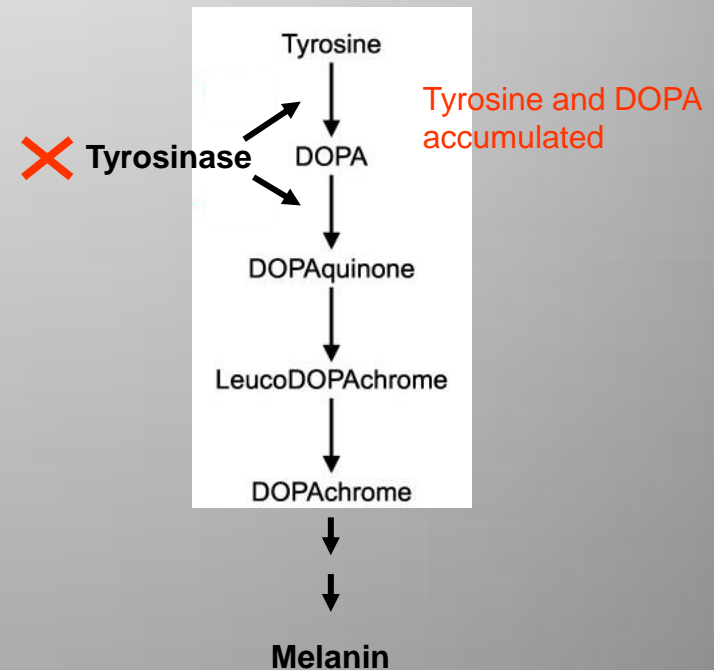 Tyrosine
Tyrosine and DOPA
accumulated
Tyrosinase
DOPA
DOPAquinone
LeucoDOPAchrome
DOPAchrome
Melanin